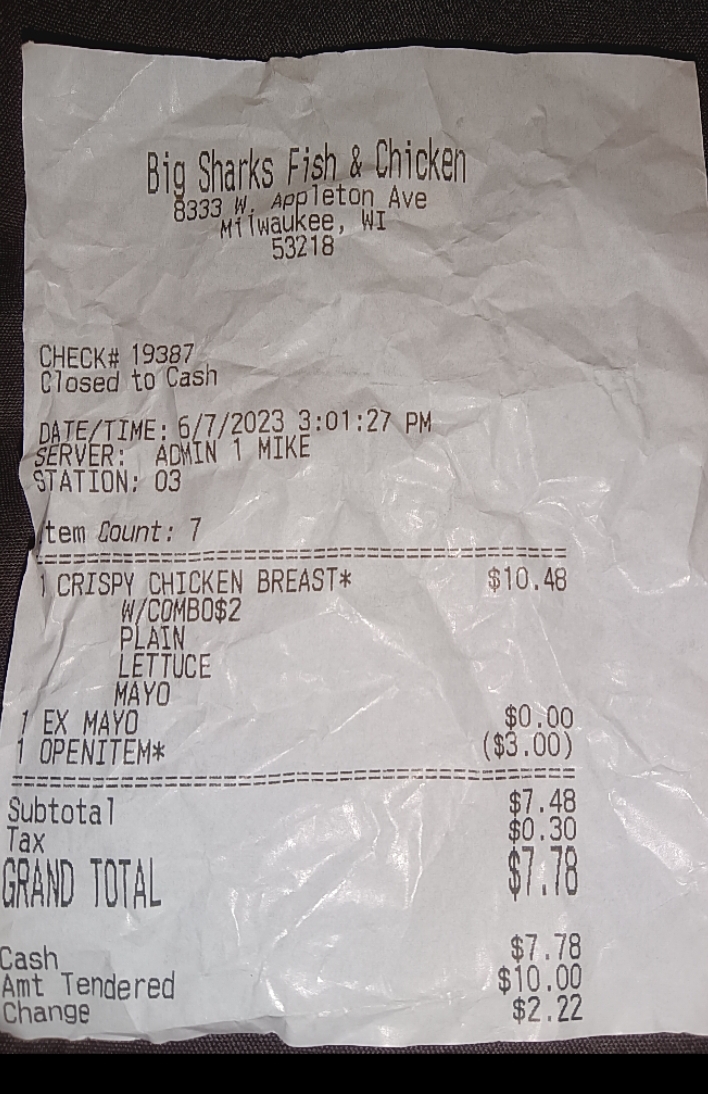 Big Sharks Fish & Chicken
8333 W. Appleton Ave
Milwaukee, WI
53218
CHECK# 19387
Closed to Cash
DATE/TIME: 6/7/2023 3:01:27 PM
SERVER: ADMIN 1 MIKE
STATION: 03
Item Count: 7
=============================================
1 CRISPY CHICKEN BREAST* $10.48
W/COMBO$2
PLAIN
LETTUCE
MAYO
1 EX MAYO $0.00
1 OPENITEM* ($3.00)
=============================================
Subtotal $7.48
Tax $0.30
GRAND TOTAL $7.78
Cash $7.78
Amt Tendered $10.00
Change $2.22